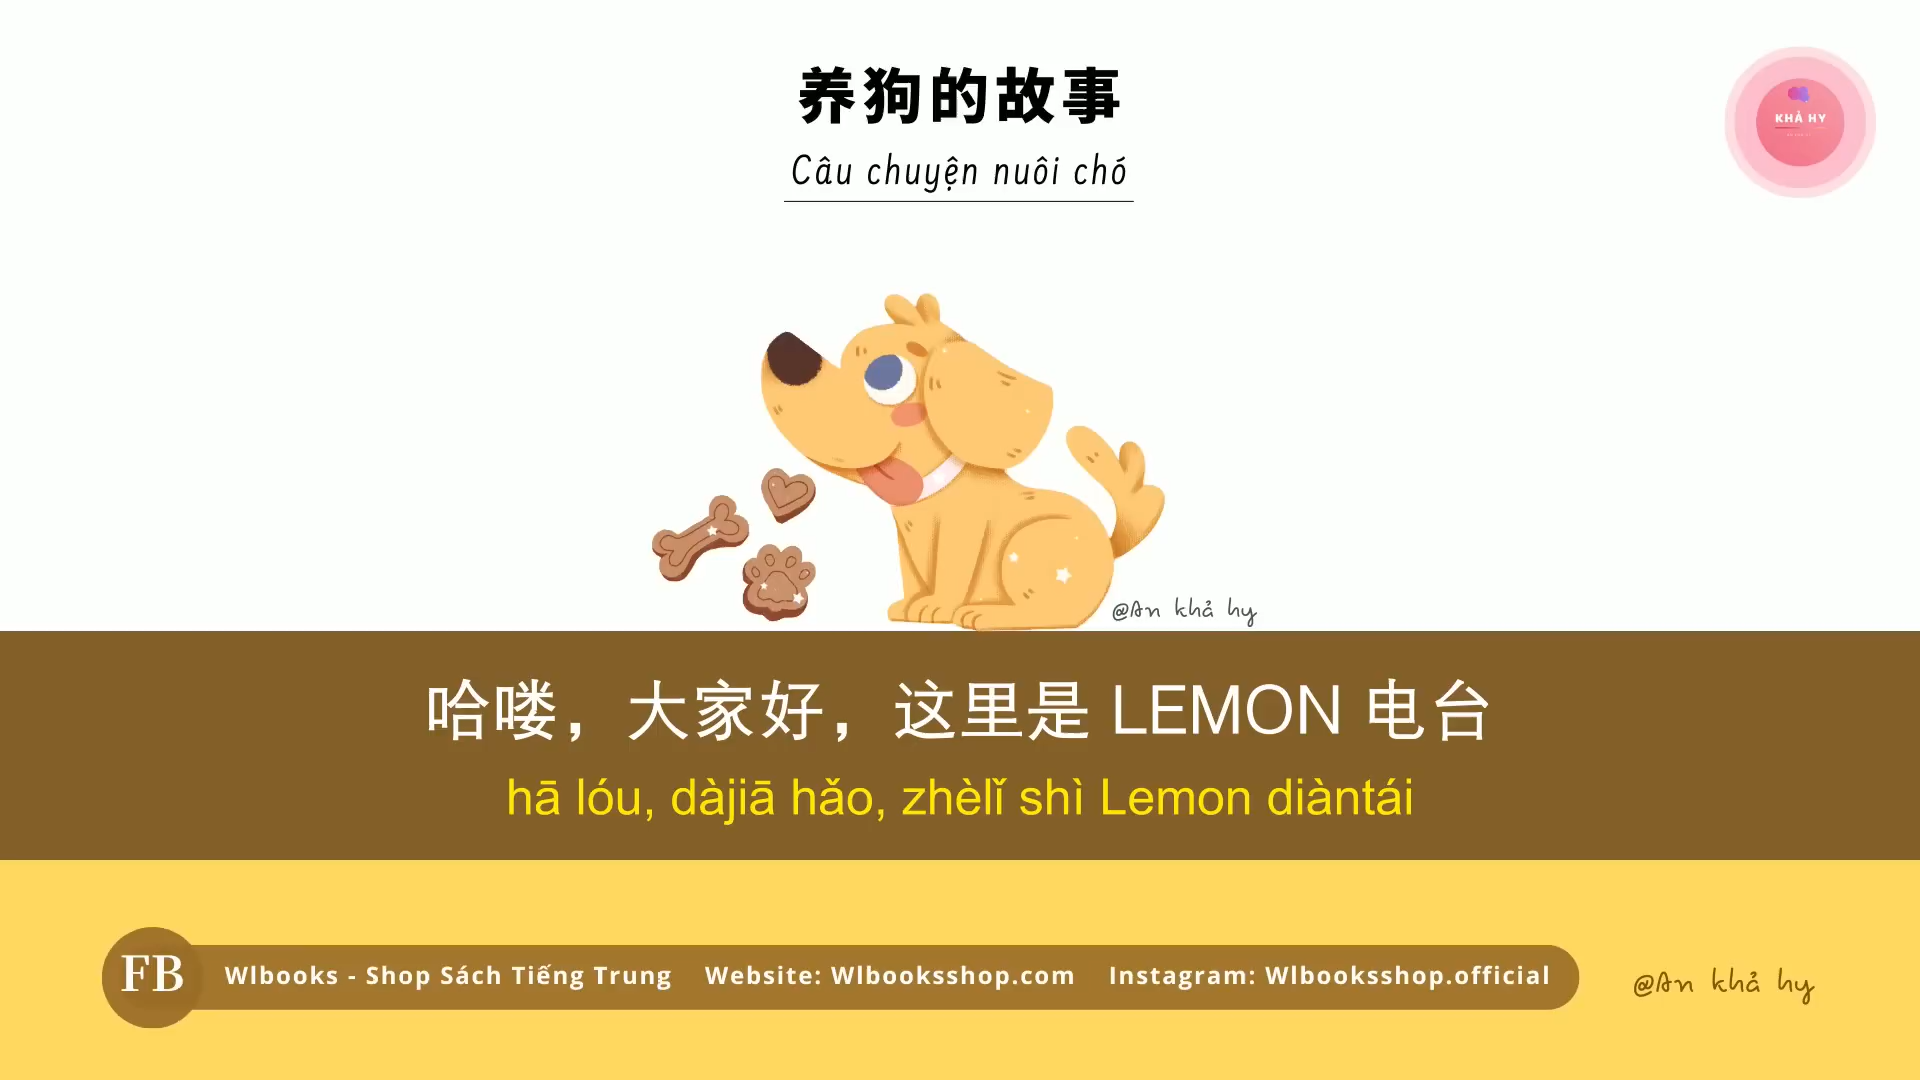 养狗的故事
Câu chuyện nuôi chó
KHẢ HY
@An khả hy
哈喽，大家好，这里是 LEMON 电台
hā lóu, dàjiā hǎo, zhèlǐ shì Lemon diàntái
FB Wlbooks - Shop Sách Tiếng Trung Website: Wlbooksshop.com Instagram: Wlbooksshop.official
@An khả hy